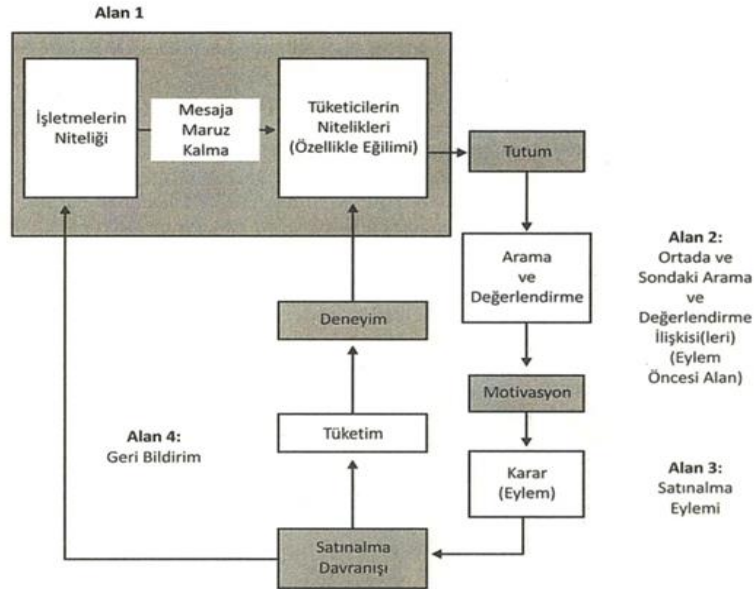 Alan 1
İşletmelerin
Niteliği
Mesaja
Maruz
Kalma
Tüketicilerin
Nitelikleri
(Özellikle Eğilimi)
Tutum
Arama
ve
Değerlendirme
Alan 2:
Ortada ve
Sondaki Arama
ve
Değerlendirme
İlişkisi(leri)
(Eylem
Öncesi Alan)
Deneyim
Motivasyon
Tüketim
Alan 4:
Geri Bildirim
Karar
(Eylem)
Alan 3:
Satınalma
Eylemi
Satınalma
Davranışı